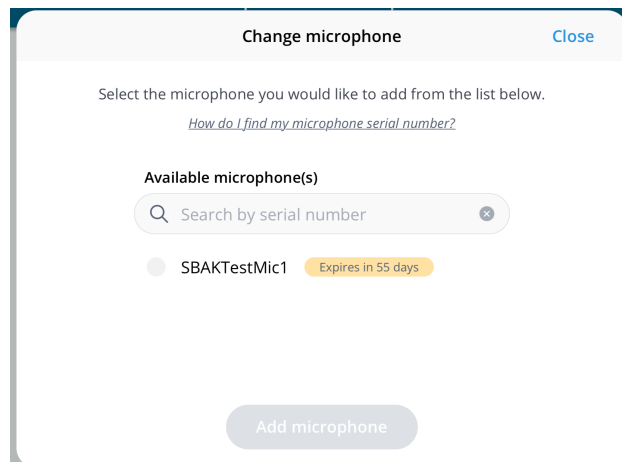 Change microphone
Close
Select the microphone you would like to add from the list below.
How do I find my microphone serial number?
Available microphone(s)
Search by serial number
SBAKTestMic1 Expires in 55 days
Add microphone